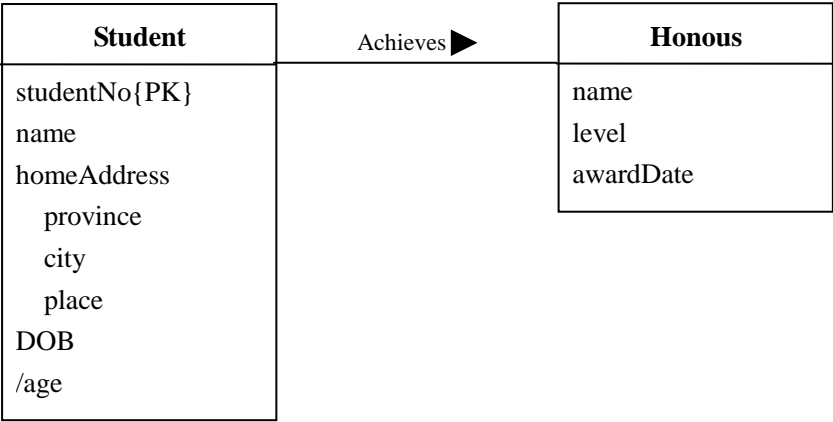 Student
studentNo{PK}
name
homeAddress
province
city
place
DOB
/age
Achieves
Honous
name
level
awardDate